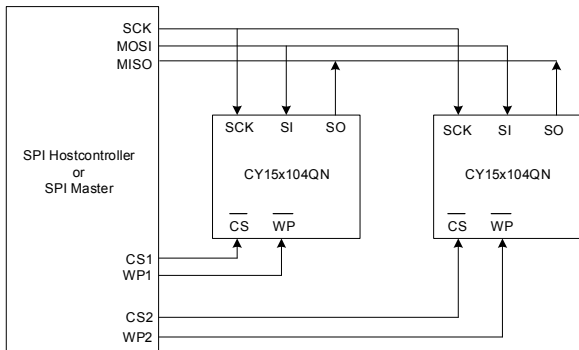 SCK
MOSI
MISO
SPI Hostcontroller
or
SPI Master
CS1
WP1
CS2
WP2
SCK SI SO
CY15x104QN
CS WP
SCK SI SO
CY15x104QN
CS WP